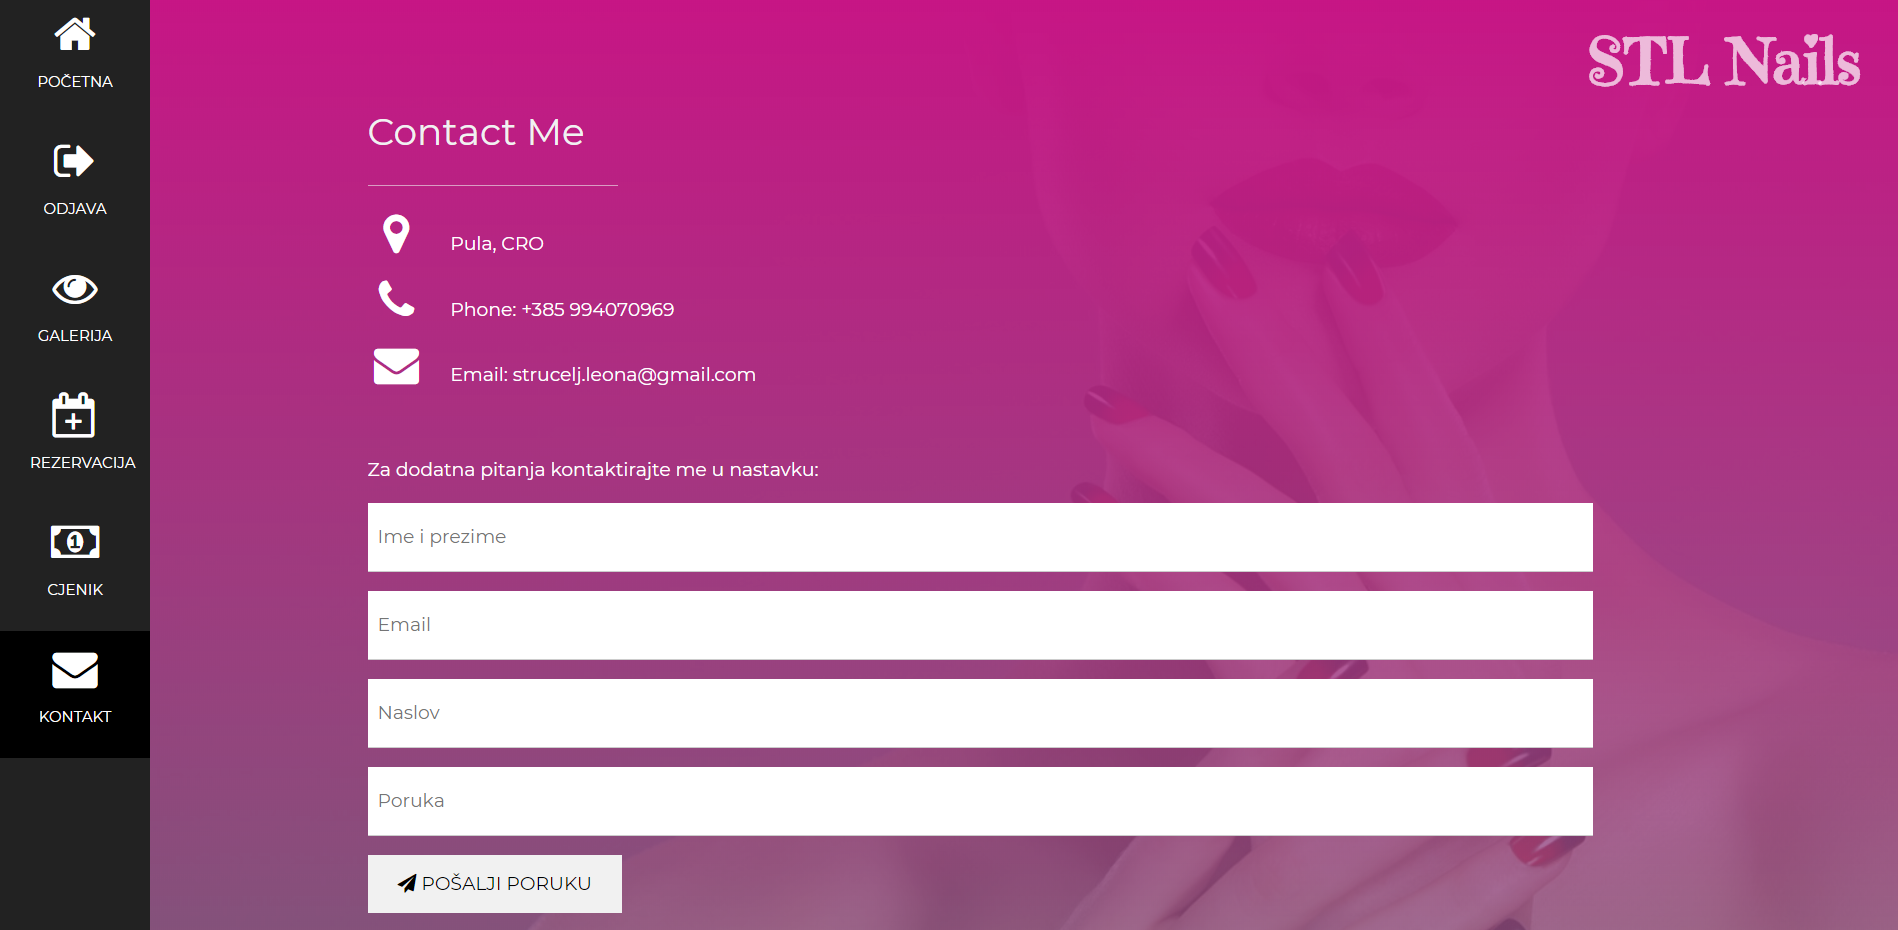 POČETNA
ODJAVA
GALERIJA
REZERVACIJA
1
CJENIK
KONTAKT
STL Nails
Contact Me
Pula, CRO
Phone: +385 994070969
Email: strucelj.leona@gmail.com
Za dodatna pitanja kontaktirajte me u nastavku:
Ime i prezime
Email
Naslov
Poruka
POŠALJI PORUKU